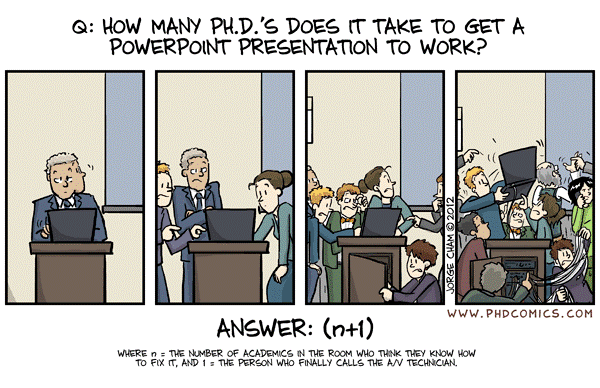 Q: HOW MANY PH.D.'S DOES IT TAKE TO GET A
POWERPOINT PRESENTATION TO WORK?
JORGE CHAM © 2012
WWW.PHDCOMICS.COM
ANSWER: (n+1)
WHERE n = THE NUMBER OF ACADEMICS IN THE ROOM WHO THINK THEY KNOW HOW
TO FIX IT, AND 1 = THE PERSON WHO FINALLY CALLS THE A/V TECHNICIAN.